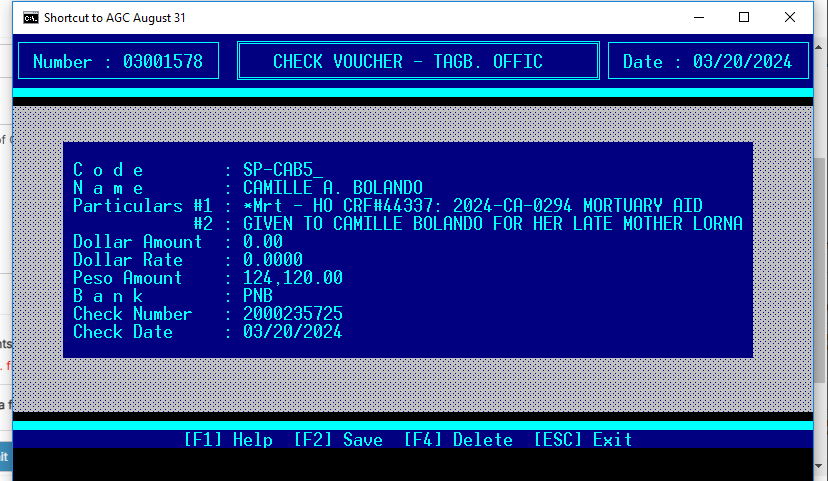 Shortcut to AGC August 31
Number : 03001578
CHECK VOUCHER - TAGB. OFFIC
Date : 03/20/2024
C o d e : SP-CAB5_
N a m e : CAMILLE A. BOLANDO
Particulars #1 : *Mrt - HO CRF#44337: 2024-CA-0294 MORTUARY AID
#2 : GIVEN TO CAMILLE BOLANDO FOR HER LATE MOTHER LORNA
Dollar Amount : 0.00
Dollar Rate : 0.0000
Peso Amount : 124,120.00
B a n k : PNB
Check Number : 2000235725
Check Date : 03/20/2024
[F1] Help [F2] Save [F4] Delete [ESC] Exit